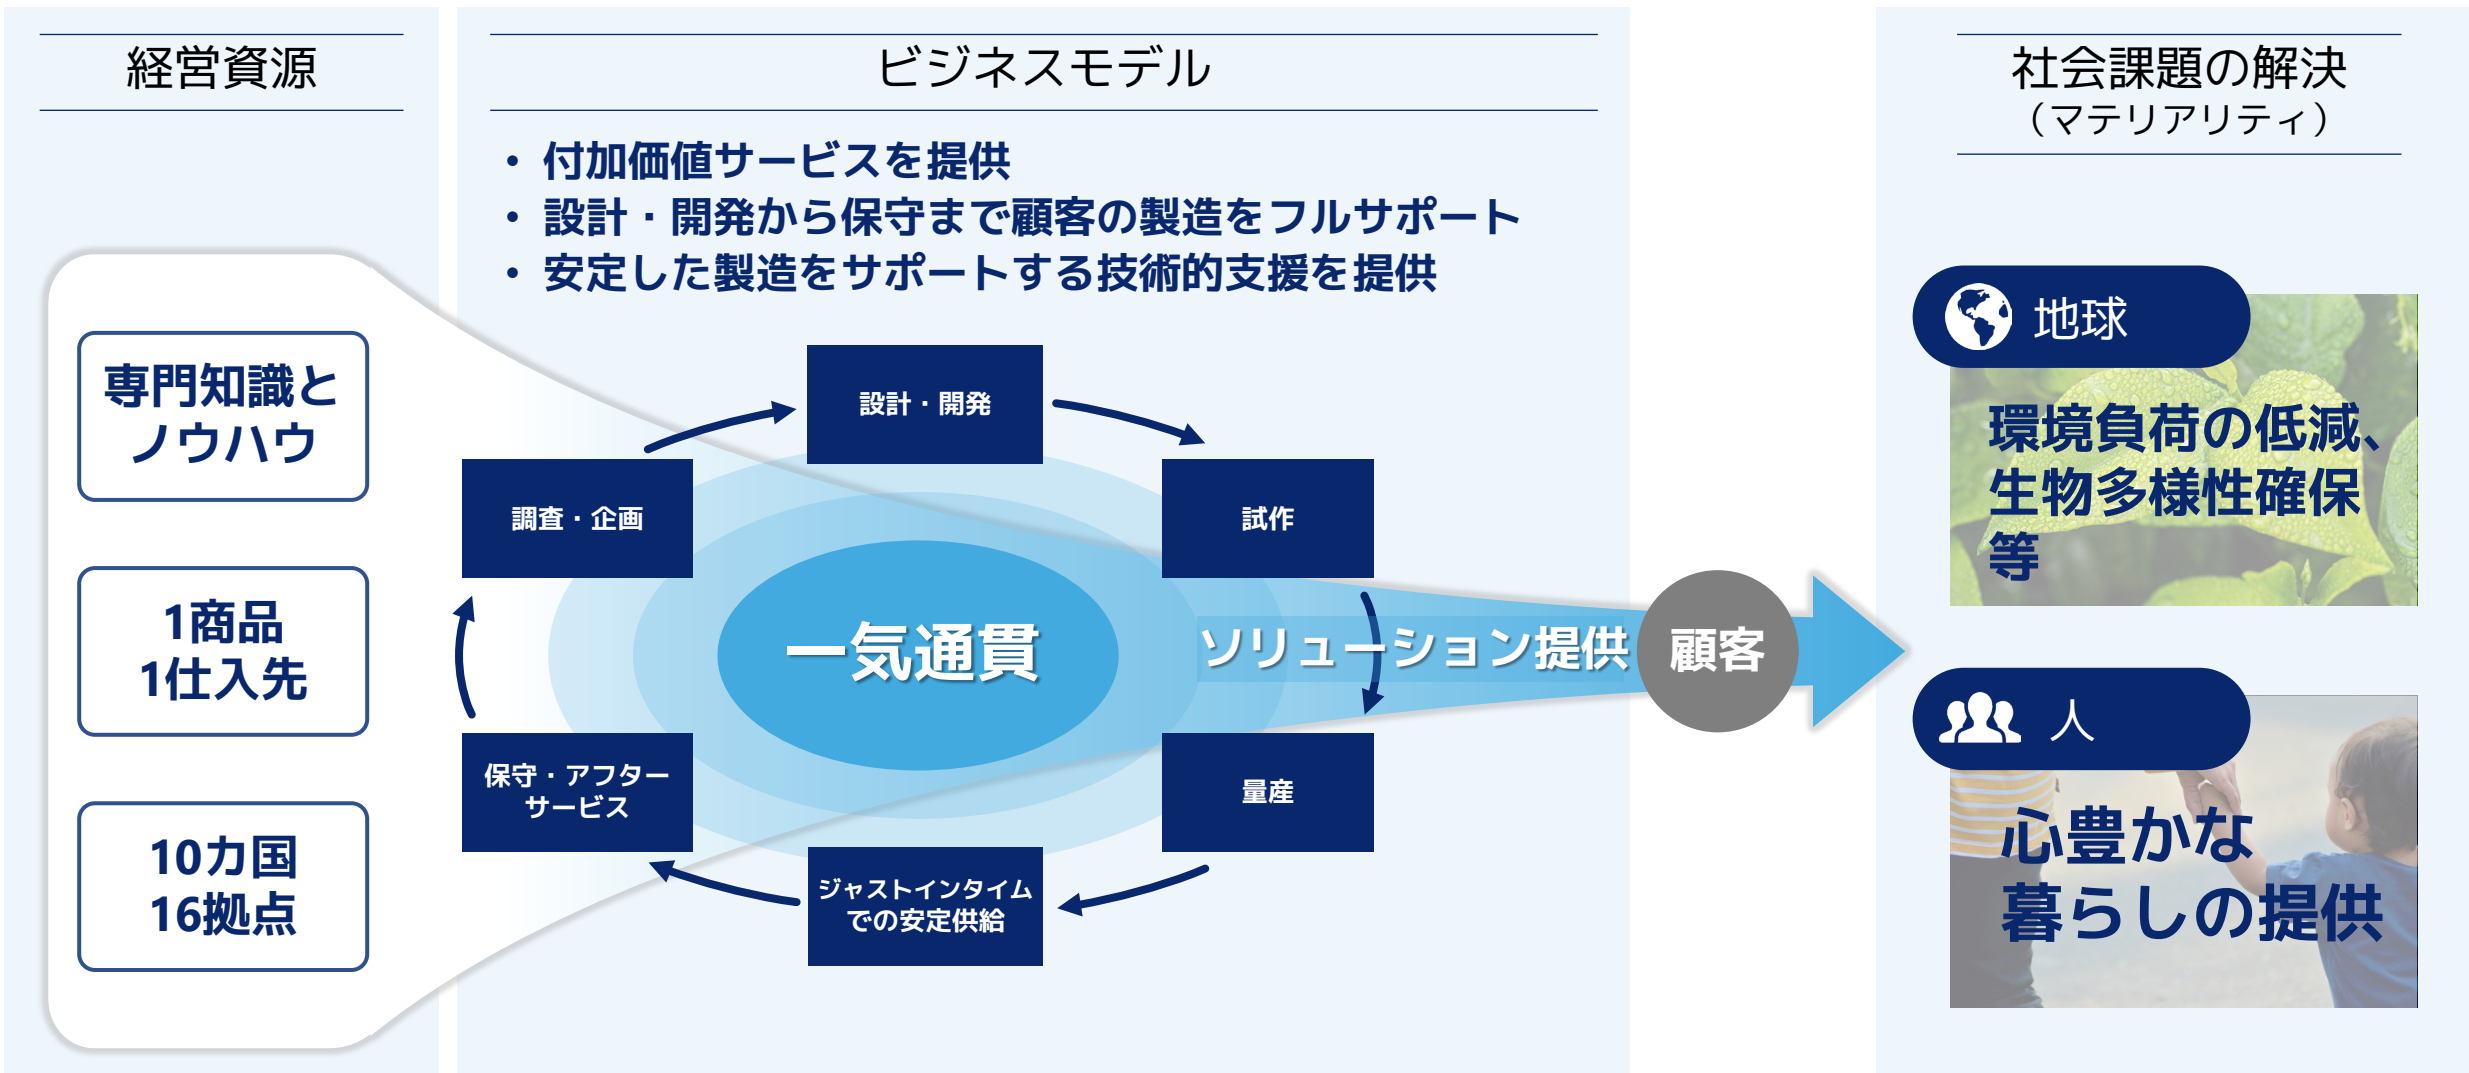 経営資源
専門知識と
ノウハウ
1商品
1仕入先
10カ国
16拠点
ビジネスモデル
・付加価値サービスを提供
・設計・開発から保守まで顧客の製造をフルサポート
・安定した製造をサポートする技術的支援を提供
設計・開発
試作
量産
ジャストインタイム
での安定供給
保守・アフター
サービス
調査・企画
一気通貫
ソリューション提供
顧客
社会課題の解決
（マテリアリティ）
地球
環境負荷の低減、
生物多様性確保
等
人
心豊かな
暮らしの提供